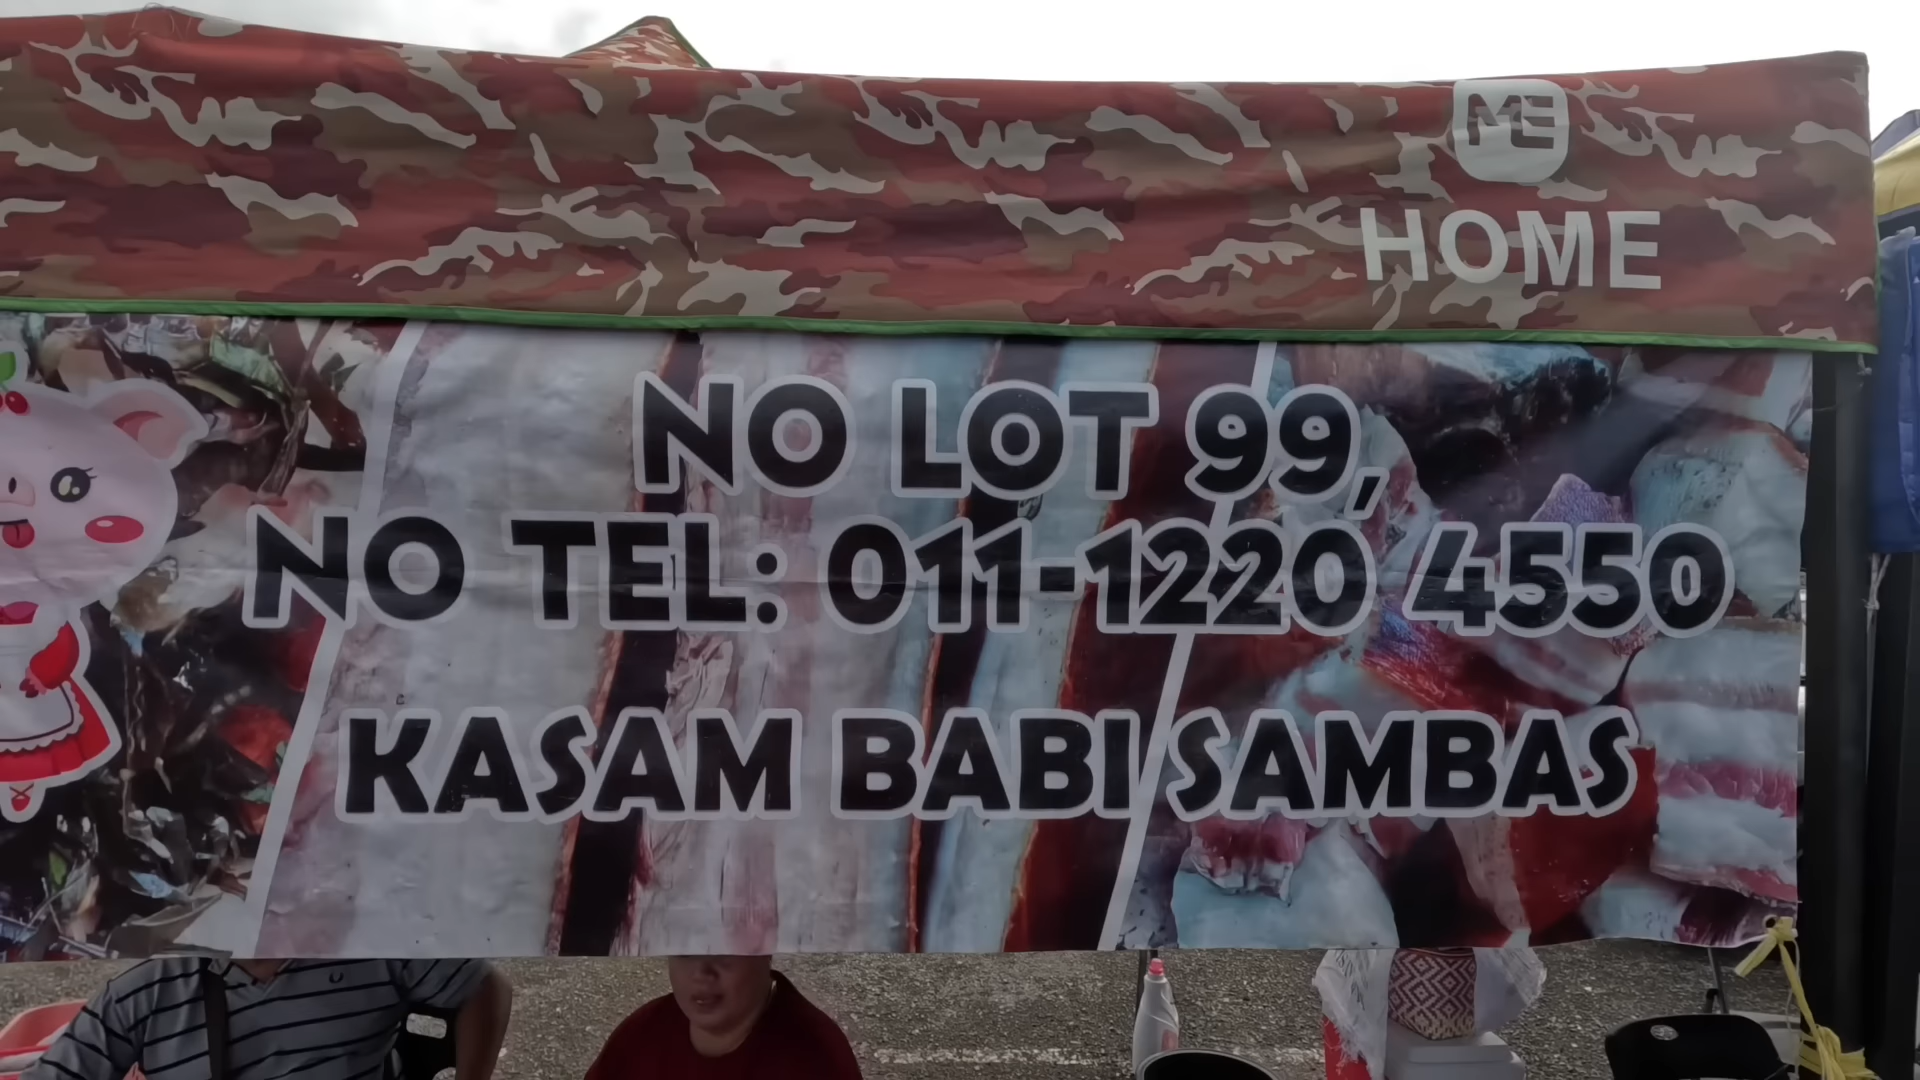 ME
HOME
NO LOT 99,
NO TEL: 011-1220 4550
KASAM BABI SAMBAS